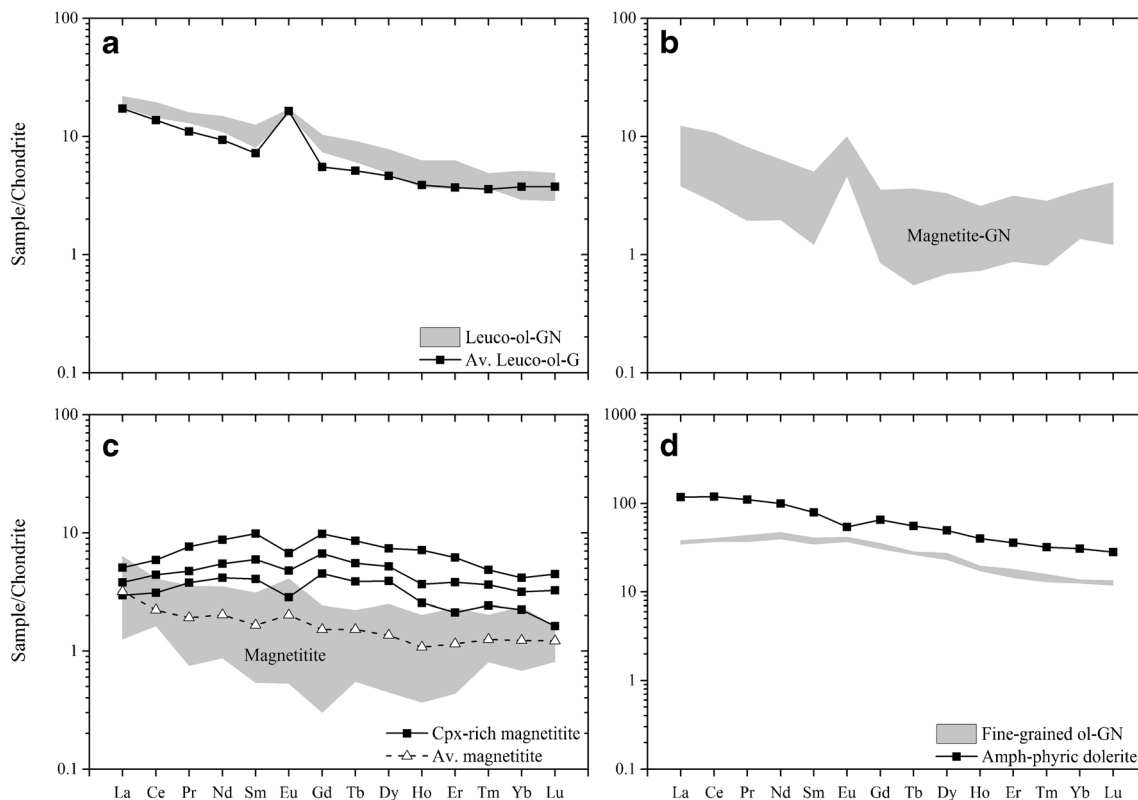 a
100
10
1
0.1
Sample/Chondrite
Leuco-ol-GN
Av. Leuco-ol-G
b
100
10
1
0.1
Magnetite-GN
c
100
10
1
0.1
Sample/Chondrite
Magnetitite
Cpx-rich magnetitite
Av. magnetitite
La Ce Pr Nd Sm Eu Gd Tb Dy Ho Er Tm Yb Lu
d
1000
100
10
1
0.1
Fine-grained ol-GN
Amph-phyric dolerite
La Ce Pr Nd Sm Eu Gd Tb Dy Ho Er Tm Yb Lu